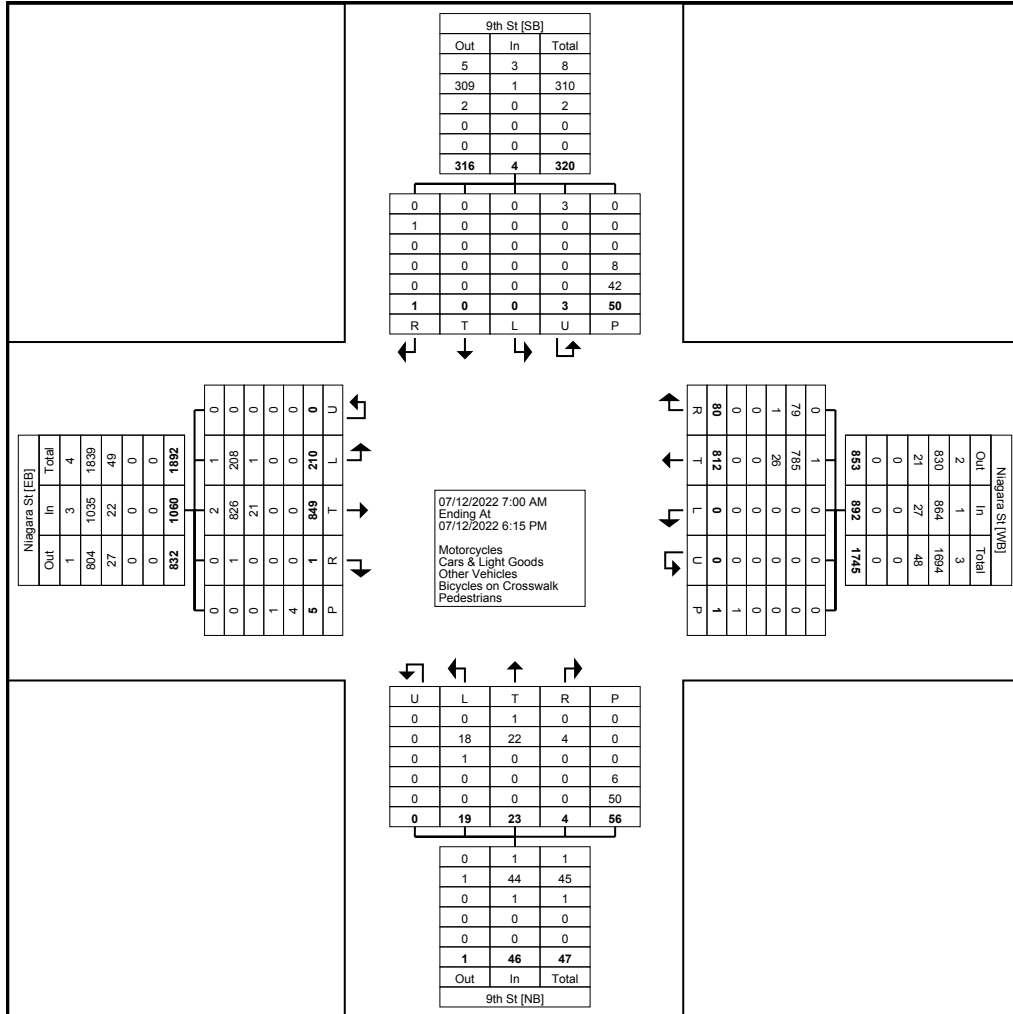 9th St [SB]
Out In Total
5 3 8
309 1 310
2 0 2
0 0 0
0 0 0
316 4 320
0 0 0 3 0
1 0 0 0 0
0 0 0 0 0
0 0 0 0 8
0 0 0 0 42
1 0 0 3 50
R T L U P
Niagara St [EB]
Total 4 1839 49 0 0 1892
In 3 1035 22 0 0 1060
Out 1 804 27 0 0 832
0 0 0 0 0 0 U
1 208 1 0 0 210 L
2 826 21 0 0 849 T
0 1 0 0 0 1 R
0 0 0 1 4 5 P
07/12/2022 7:00 AM
Ending At
07/12/2022 6:15 PM
Motorcycles
Cars & Light Goods
Other Vehicles
Bicycles on Crosswalk
Pedestrians
R 80 0 0 1 79 0
T 812 0 0 26 785 1
L 0 0 0 0 0 0
U 0 0 0 0 0 0
P 1 1 0 0 0 0
Niagara St [WB]
Out 2 830 21 0 0 853
In 1 864 27 0 0 892
Total 3 1694 48 0 0 1745
U L T R P
0 0 1 0 0
0 18 22 4 0
0 1 0 0 0
0 0 0 0 6
0 0 0 0 50
0 19 23 4 56
0 1 1
1 44 45
0 1 1
0 0 0
0 0 0
1 46 47
Out In Total
9th St [NB]